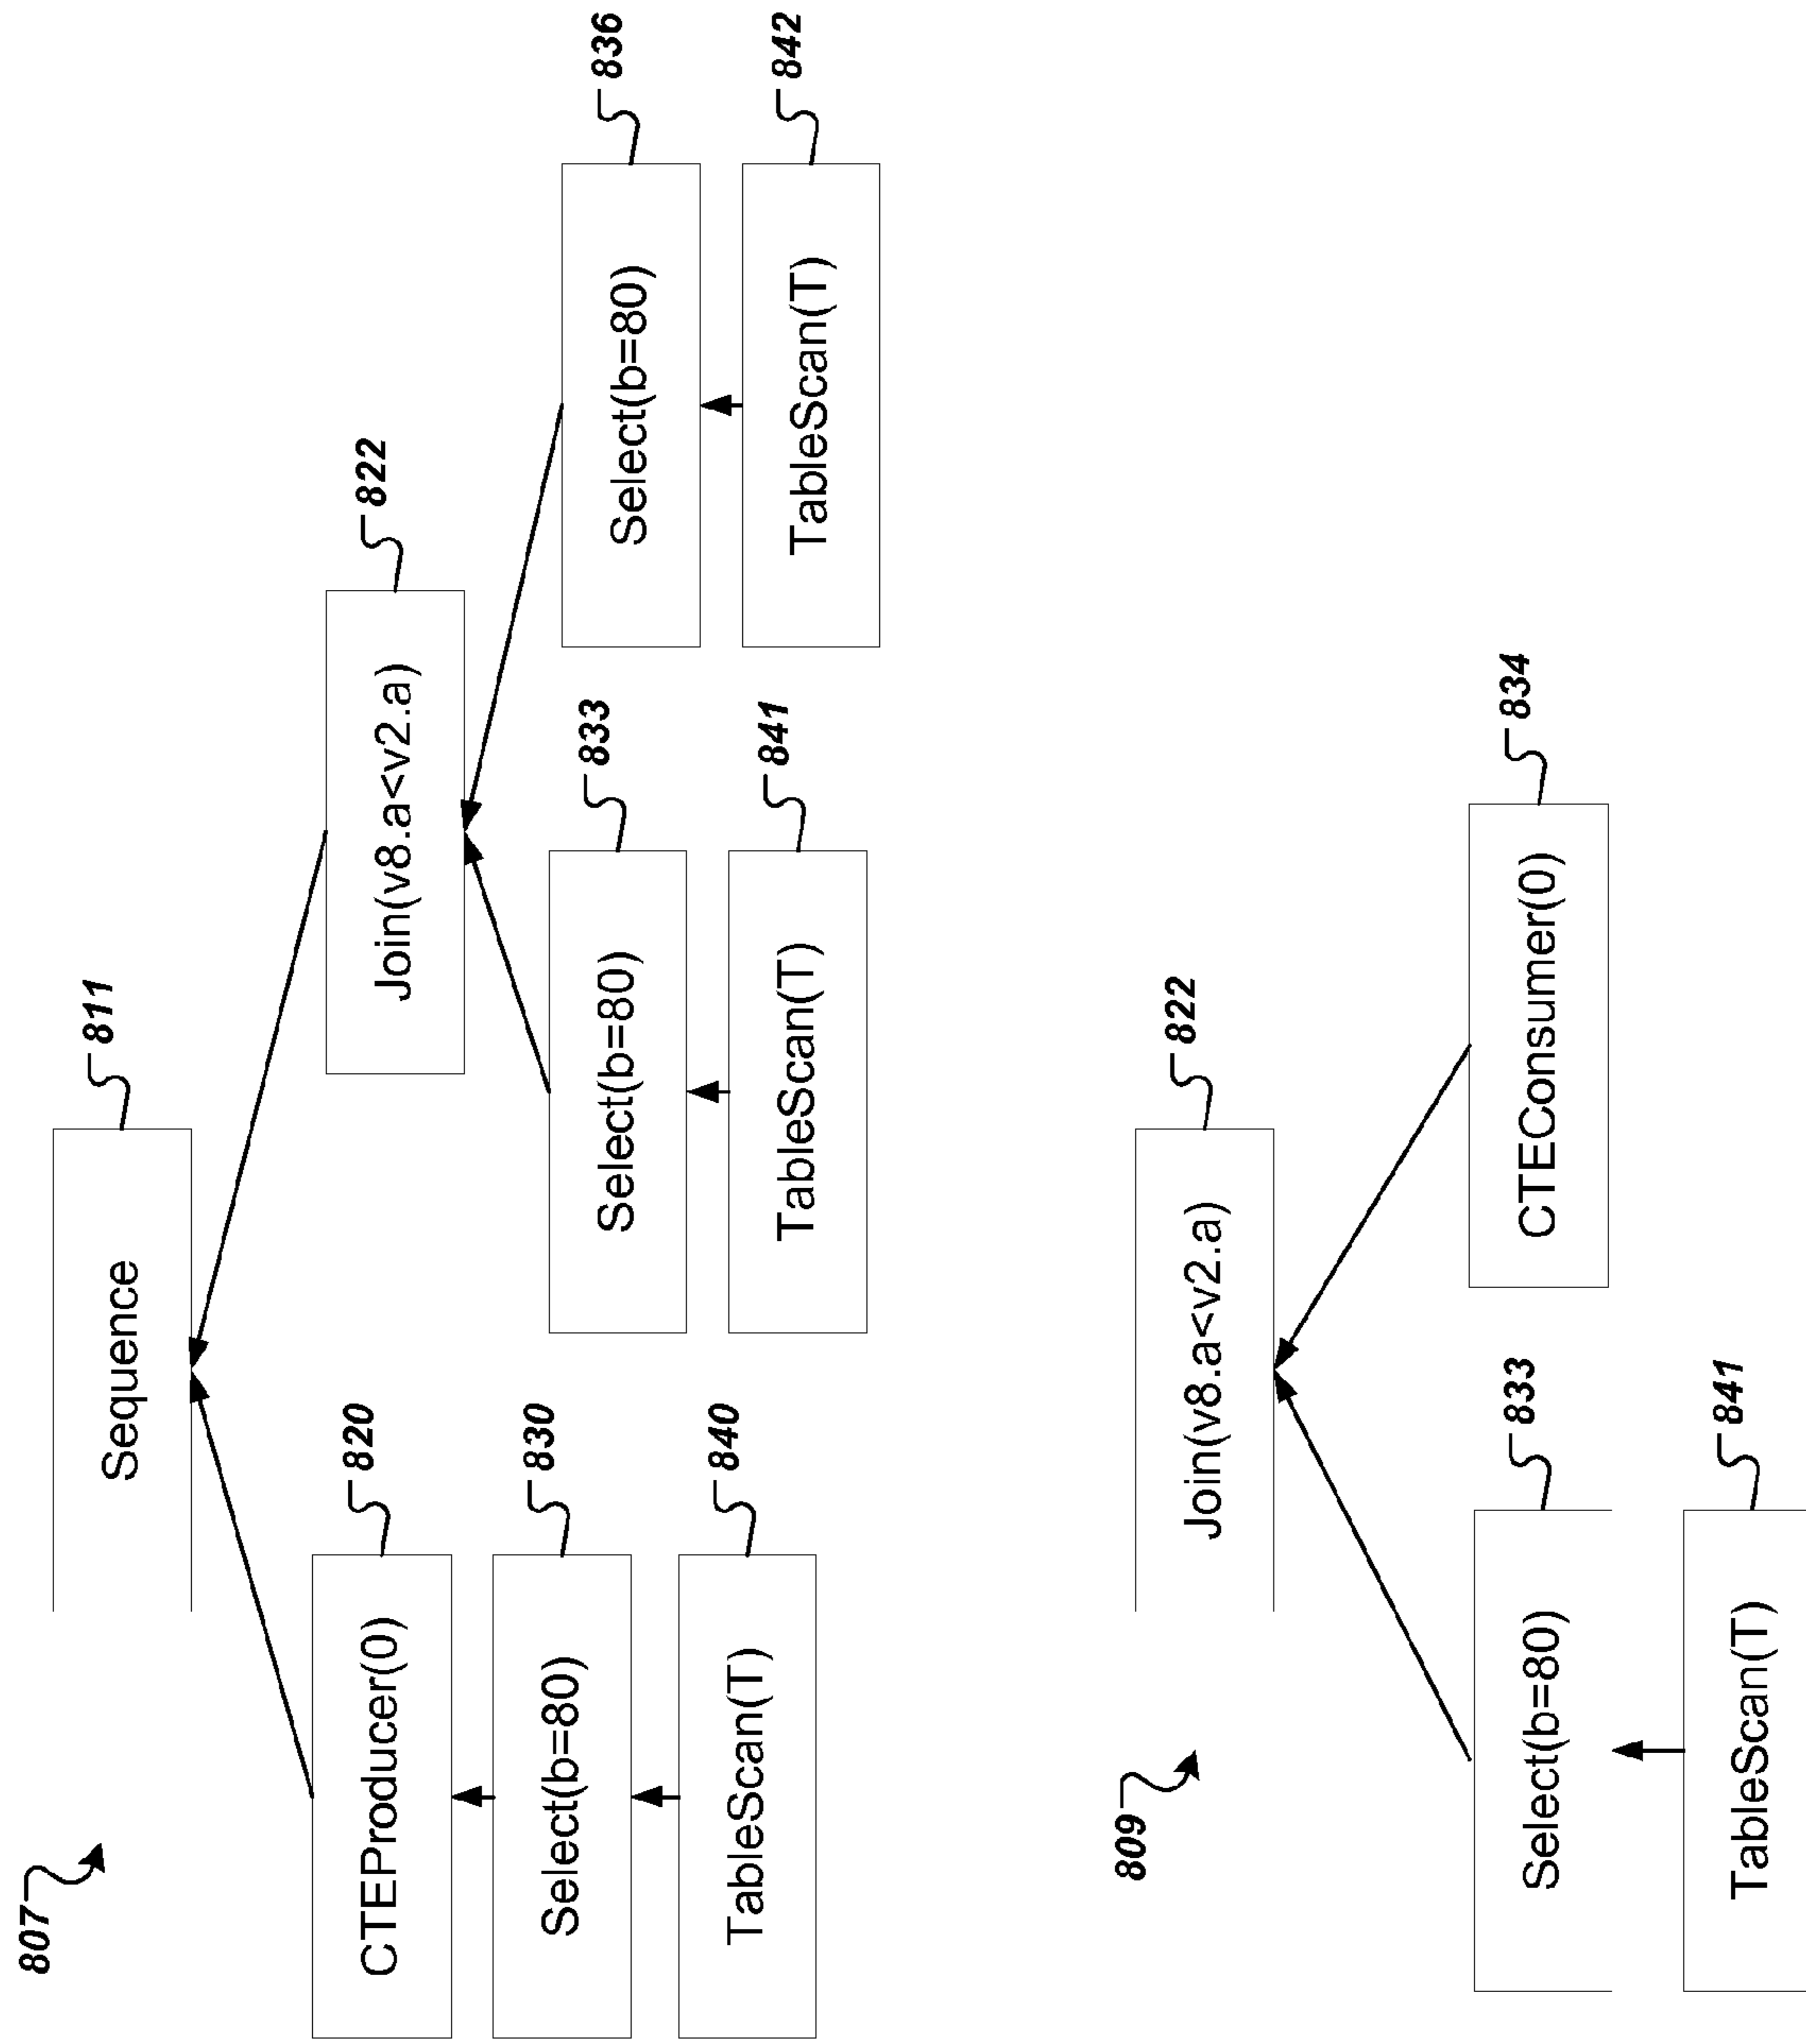 807
Sequence
811
CTEProducer(0)
820
Join(v8.a<v2.a)
822
Select(b=80)
830
Select(b=80)
833
Select(b=80)
836
TableScan(T)
840
TableScan(T)
841
TableScan(T)
842
809
Join(v8.a<v2.a)
822
Select(b=80)
833
CTEConsumer(0)
834
TableScan(T)
841